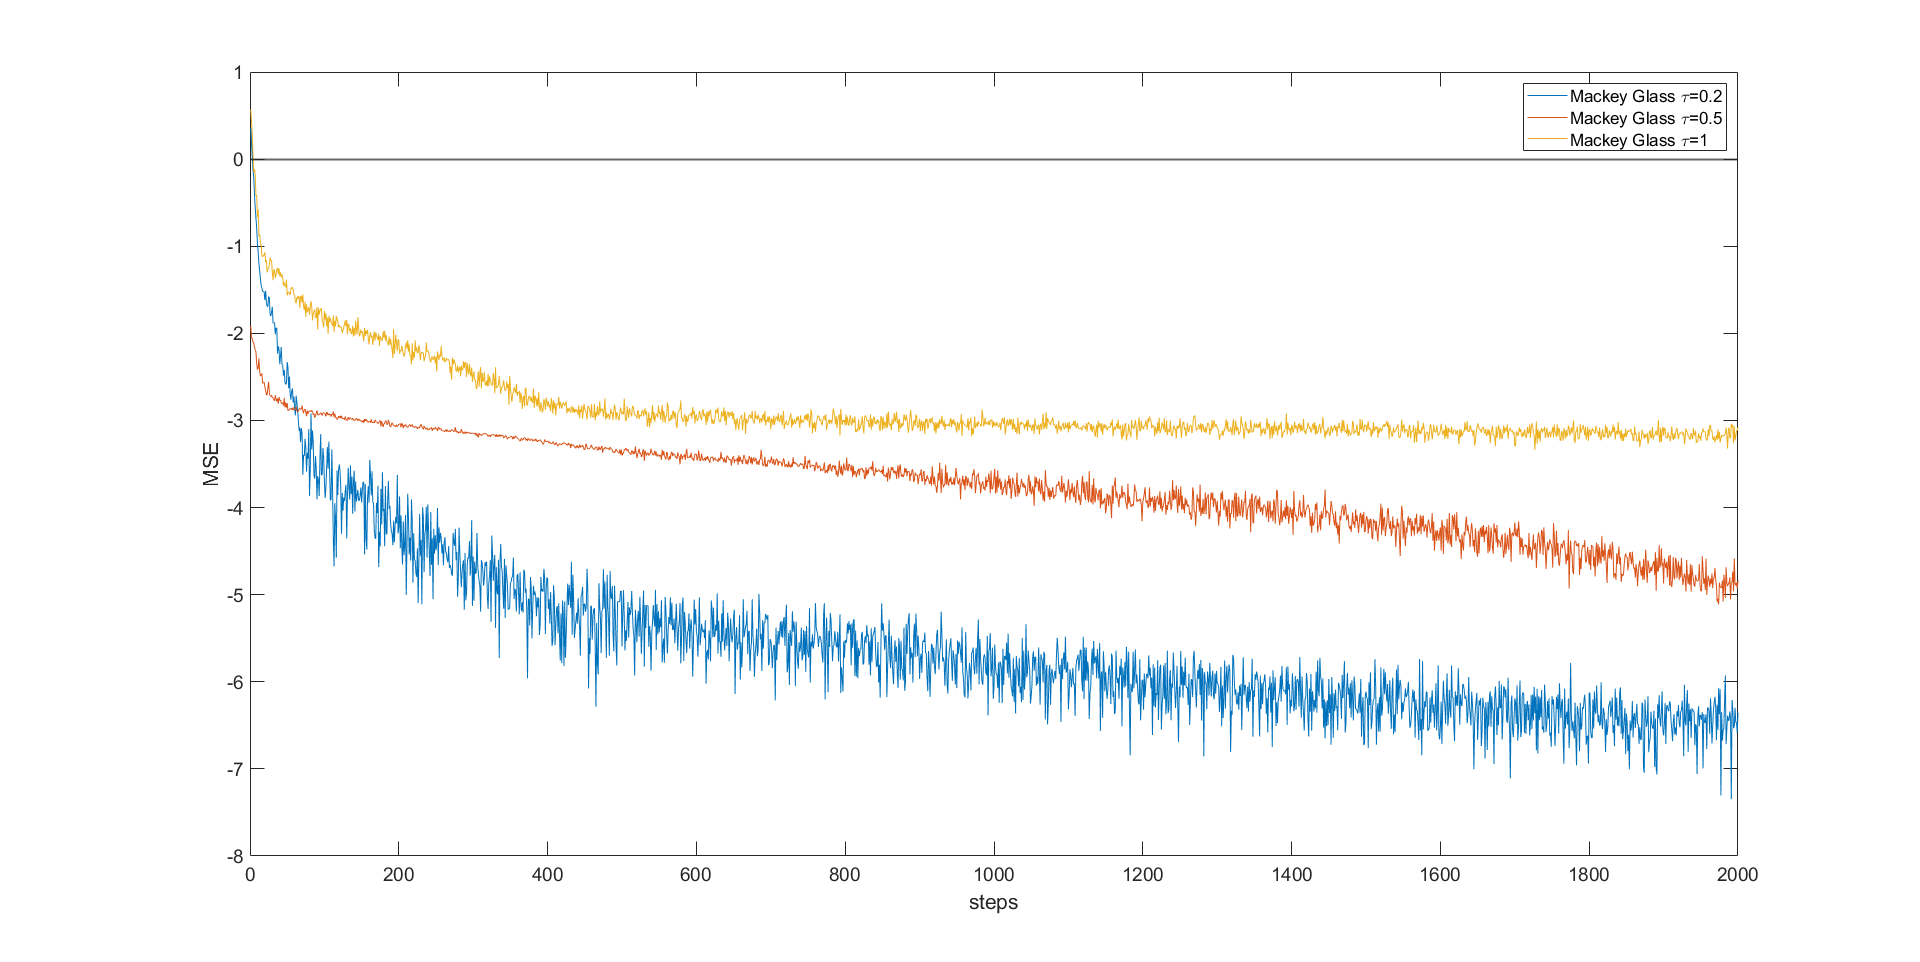 1
0
-1
-2
-3
-4
-5
-6
-7
-8
MSE
Mackey Glass τ=0.2
Mackey Glass τ=0.5
Mackey Glass τ=1
0 200 400 600 800 1000 1200 1400 1600 1800 2000
steps